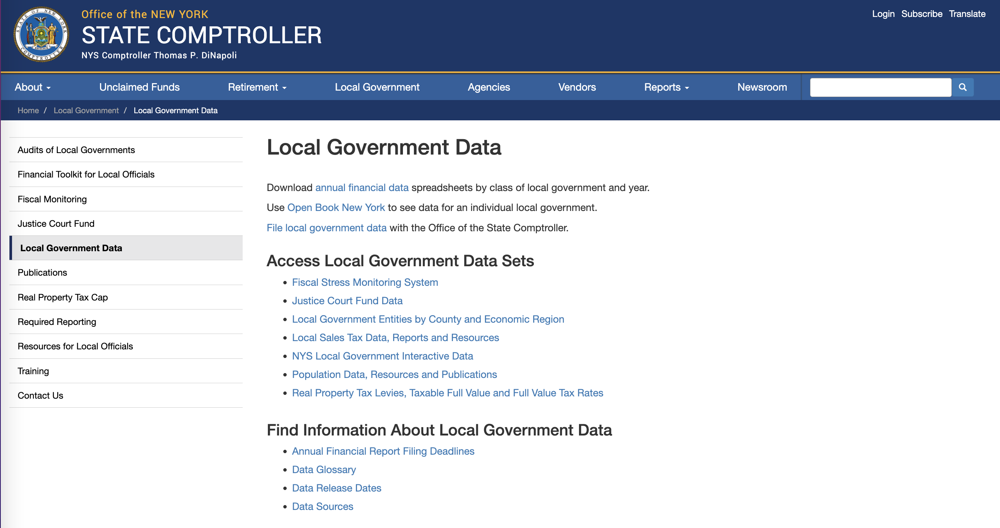 STATE OF NEW YORK
EXCELSIOR
COMPTROLLER
Office of the NEW YORK
STATE COMPTROLLER
NYS Comptroller Thomas P. DiNapoli
Login Subscribe Translate
About Unclaimed Funds Retirement Local Government Agencies Vendors Reports Newsroom
Home / Local Government / Local Government Data
Audits of Local Governments
Financial Toolkit for Local Officials
Fiscal Monitoring
Justice Court Fund
Local Government Data
Publications
Real Property Tax Cap
Required Reporting
Resources for Local Officials
Training
Contact Us
Local Government Data
Download annual financial data spreadsheets by class of local government and year.
Use Open Book New York to see data for an individual local government.
File local government data with the Office of the State Comptroller.
Access Local Government Data Sets
• Fiscal Stress Monitoring System
• Justice Court Fund Data
• Local Government Entities by County and Economic Region
• Local Sales Tax Data, Reports and Resources
• NYS Local Government Interactive Data
• Population Data, Resources and Publications
• Real Property Tax Levies, Taxable Full Value and Full Value Tax Rates
Find Information About Local Government Data
• Annual Financial Report Filing Deadlines
• Data Glossary
• Data Release Dates
• Data Sources